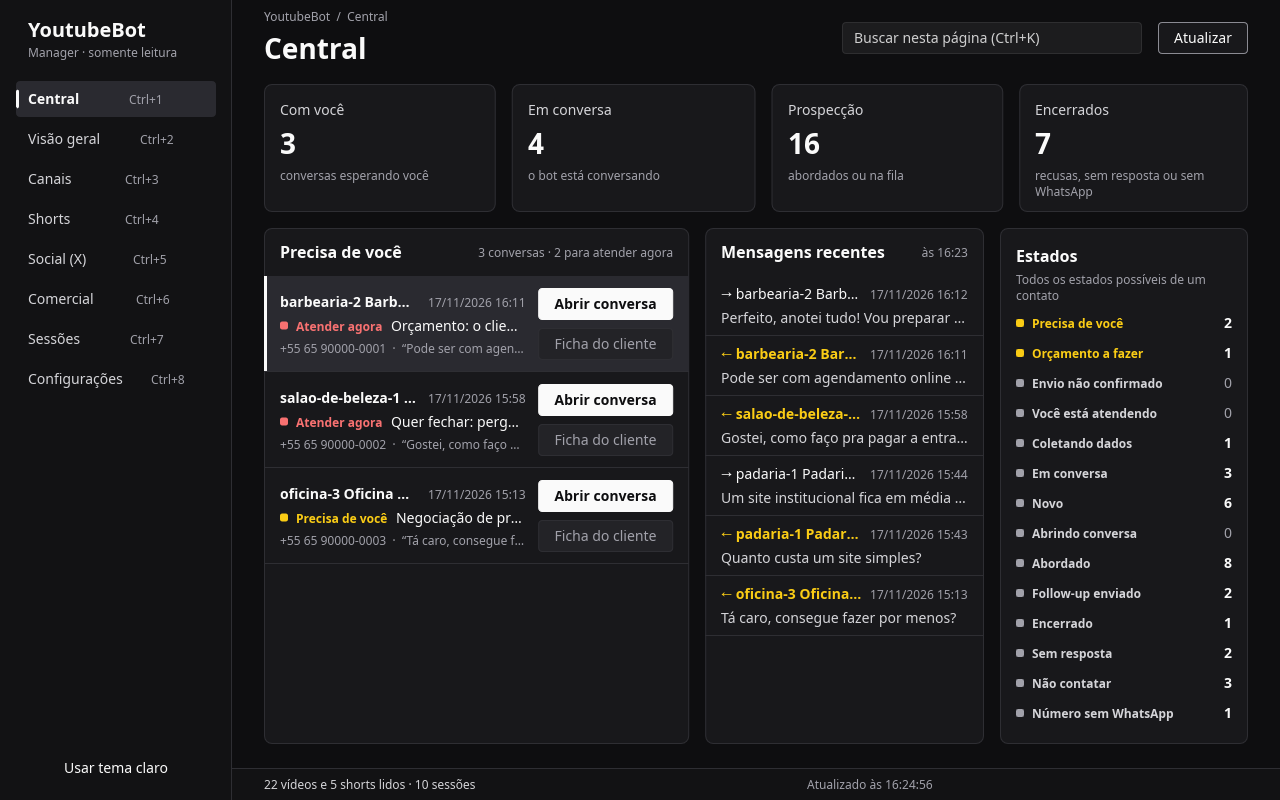 YoutubeBot
Manager · somente leitura
Central Ctrl+1
Visão geral Ctrl+2
Canais Ctrl+3
Shorts Ctrl+4
Social (X) Ctrl+5
Comercial Ctrl+6
Sessões Ctrl+7
Configurações Ctrl+8
Usar tema claro
YoutubeBot / Central
Central
Buscar nesta página (Ctrl+K)
Atualizar
Com você
3
conversas esperando você
Em conversa
4
o bot está conversando
Prospecção
16
abordados ou na fila
Encerrados
7
recusas, sem resposta ou sem
WhatsApp
Precisa de você 3 conversas · 2 para atender agora
barbearia-2 Barb... 17/11/2026 16:11
Atender agora Orçamento: o clie...
+55 65 90000-0001 · “Pode ser com agen...
Abrir conversa
Ficha do cliente
salao-de-beleza-1 ... 17/11/2026 15:58
Atender agora Quer fechar: perg...
+55 65 90000-0002 · “Gostei, como faço ...
Abrir conversa
Ficha do cliente
oficina-3 Oficina ... 17/11/2026 15:13
Precisa de você Negociação de pr...
+55 65 90000-0003 · “Tá caro, consegue f...
Abrir conversa
Ficha do cliente
Mensagens recentes às 16:23
→ barbearia-2 Barb... 17/11/2026 16:12
Perfeito, anotei tudo! Vou preparar ...
← barbearia-2 Bar... 17/11/2026 16:11
Pode ser com agendamento online ...
← salao-de-beleza-... 17/11/2026 15:58
Gostei, como faço pra pagar a entra...
→ padaria-1 Padari... 17/11/2026 15:44
Um site institucional fica em média ...
← padaria-1 Padar... 17/11/2026 15:43
Quanto custa um site simples?
← oficina-3 Oficina... 17/11/2026 15:13
Tá caro, consegue fazer por menos?
Estados
Todos os estados possíveis de um
contato
Precisa de você 2
Orçamento a fazer 1
Envio não confirmado 0
Você está atendendo 0
Coletando dados 1
Em conversa 3
Novo 6
Abrindo conversa 0
Abordado 8
Follow-up enviado 2
Encerrado 1
Sem resposta 2
Não contatar 3
Número sem WhatsApp 1
22 vídeos e 5 shorts lidos · 10 sessões
Atualizado às 16:24:56